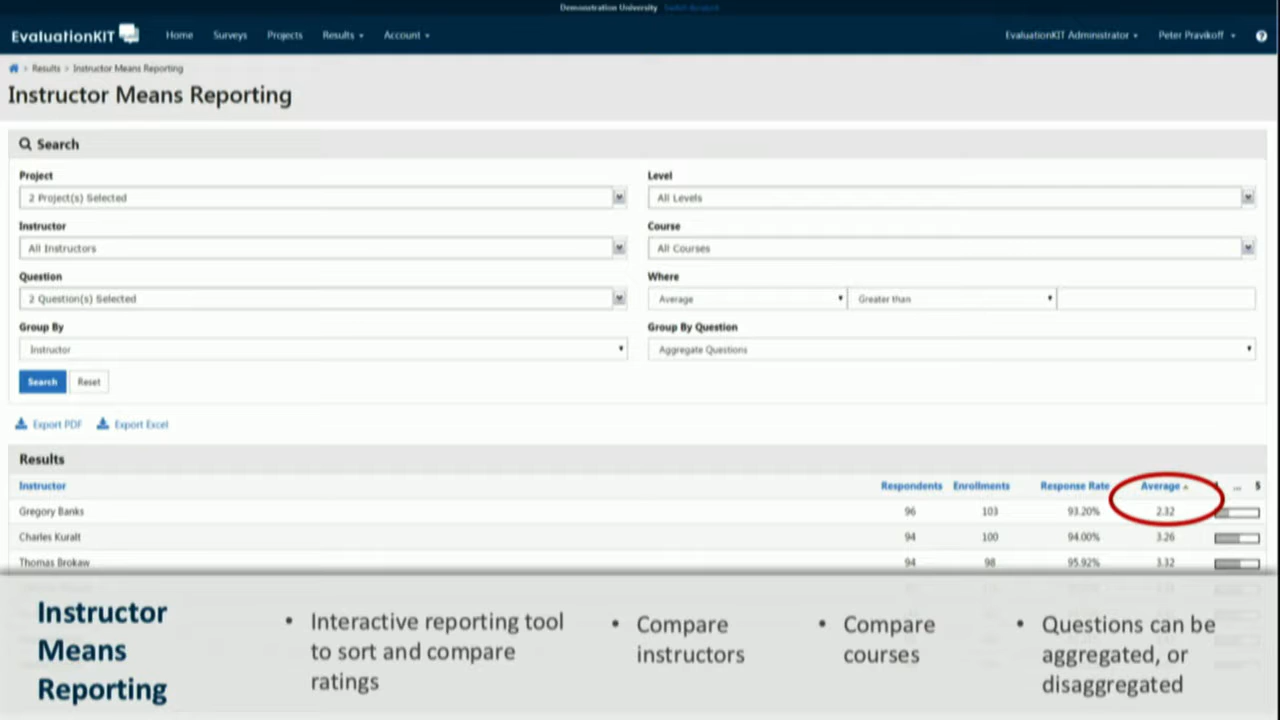 Demonstration University Switch Account
EvaluationKIT Home Surveys Projects Results Account EvaluationKIT Administrator Peter Pravikoff ?
> Results > Instructor Means Reporting
Instructor Means Reporting
Search
Project Level
2 Project(s) Selected All Levels
Instructor Course
All Instructors All Courses
Question Where
2 Question(s) Selected Average Greater than
Group By Group By Question
Instructor Aggregate Questions
Search Reset
Export PDF Export Excel
Results
Instructor Respondents Enrollments Response Rate Average ... 5
Gregory Banks 96 103 93.20% 2.32
Charles Kuralt 94 100 94.00% 3.26
Thomas Brokaw 94 98 95.92% 3.32
Instructor
Means
Reporting
• Interactive reporting tool
to sort and compare
ratings
• Compare
instructors
• Compare
courses
• Questions can be
aggregated, or
disaggregated